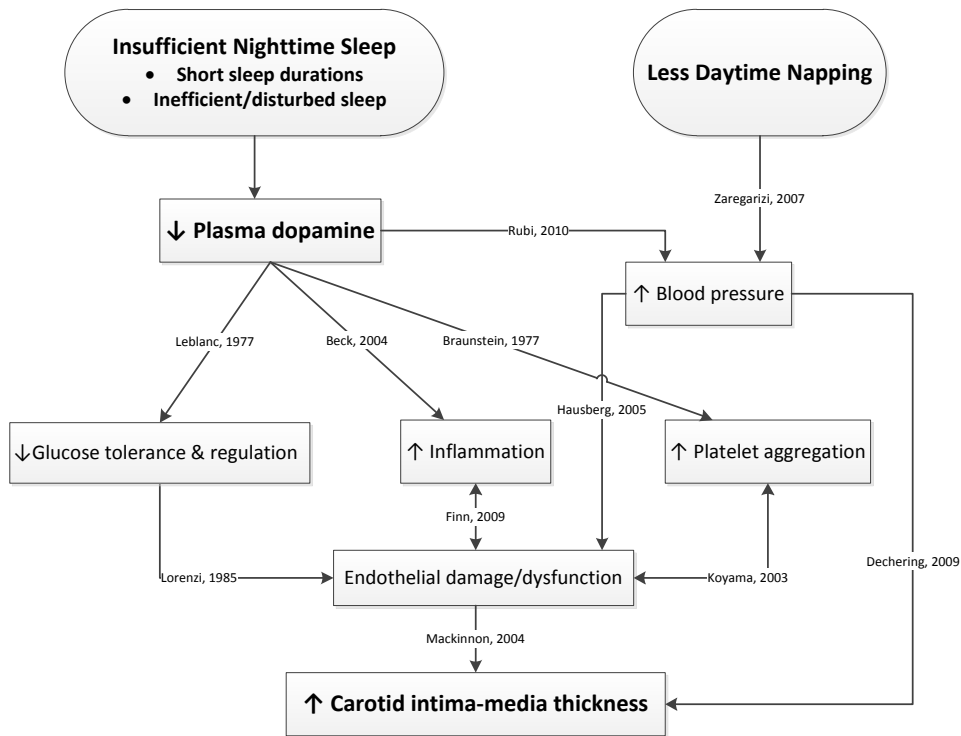 Insufficient Nighttime Sleep
• Short sleep durations
• Inefficient/disturbed sleep
Less Daytime Napping
Zaregarizi, 2007
↓ Plasma dopamine
Rubi, 2010
↑ Blood pressure
Leblanc, 1977
Beck, 2004
Braunstein, 1977
Hausberg, 2005
↓Glucose tolerance & regulation
↑ Inflammation
↑ Platelet aggregation
Finn, 2009
Dechering, 2009
Lorenzi, 1985
Endothelial damage/dysfunction
Koyama, 2003
Mackinnon, 2004
↑ Carotid intima-media thickness